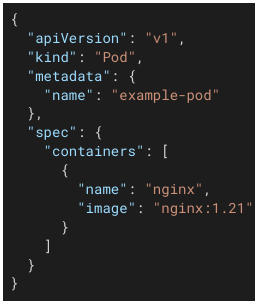 {
  "apiVersion": "v1",
  "kind": "Pod",
  "metadata": {
    "name": "example-pod"
  },
  "spec": {
    "containers": [
      {
        "name": "nginx",
        "image": "nginx:1.21"
      }
    ]
  }
}